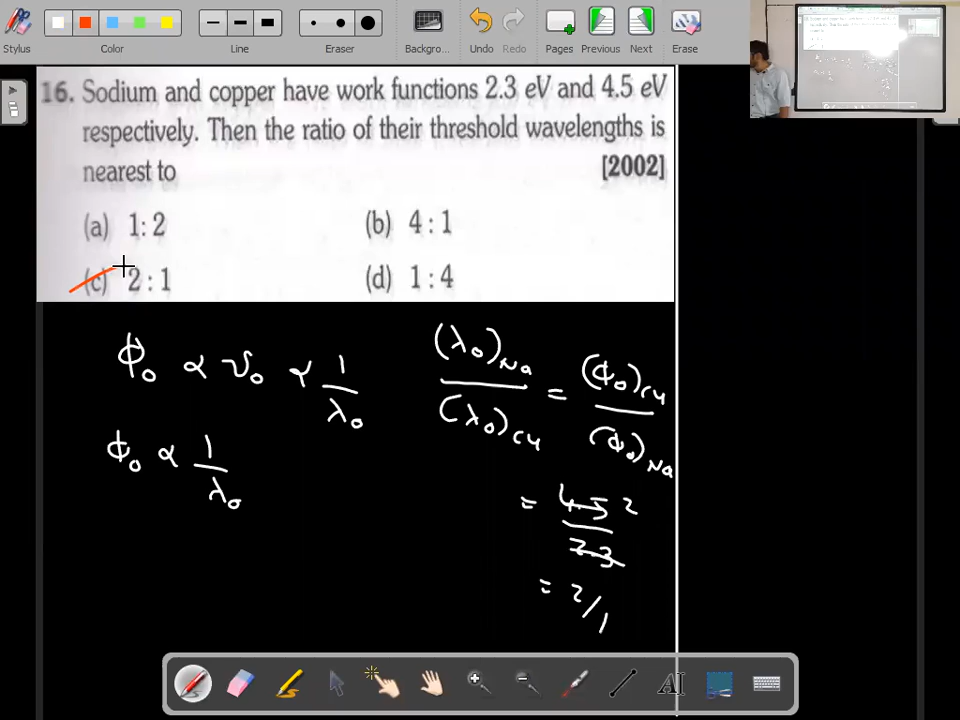 Stylus
Color
Line
Eraser
Backgro...
Undo
Redo
Pages
Previous
Next
Erase
16. Sodium and copper have work functions 2.3 eV and 4.5 eV
respectively. Then the ratio of their threshold wavelengths is
nearest to [2002]
(a) 1: 2 (b) 4 : 1
(c) 2 : 1 (d) 1 : 4
ϕ₀ ∝ ν₀ ∝ 1/λ₀
ϕ₀ ∝ 1/λ₀
(λ₀)Na/(λ₀)Cu = (ϕ₀)Cu/(ϕ₀)Na
= 4.5/2.3 2
= 2/1
A